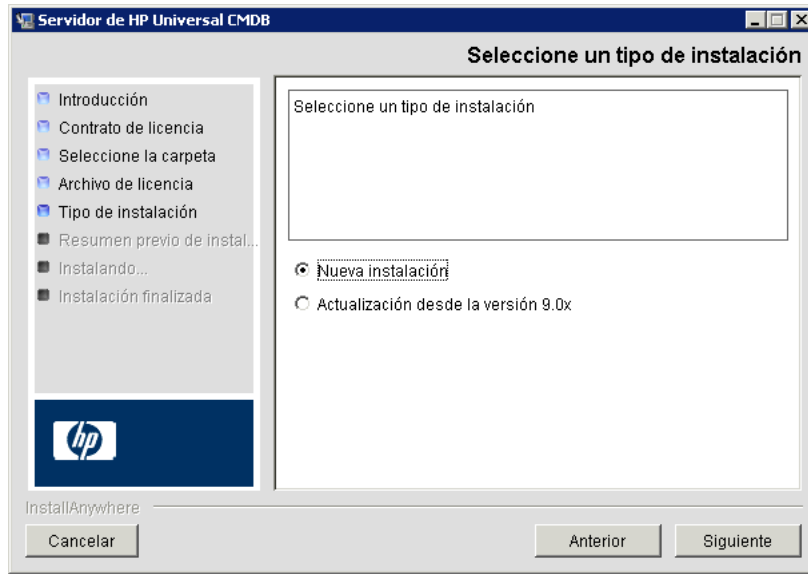 Servidor de HP Universal CMDB
Seleccione un tipo de instalación
Introducción
Contrato de licencia
Seleccione la carpeta
Archivo de licencia
Tipo de instalación
Resumen previo de instal...
Instalando...
Instalación finalizada
Seleccione un tipo de instalación
Nueva instalación
Actualización desde la versión 9.0x
hp
InstallAnywhere
Cancelar
Anterior
Siguiente